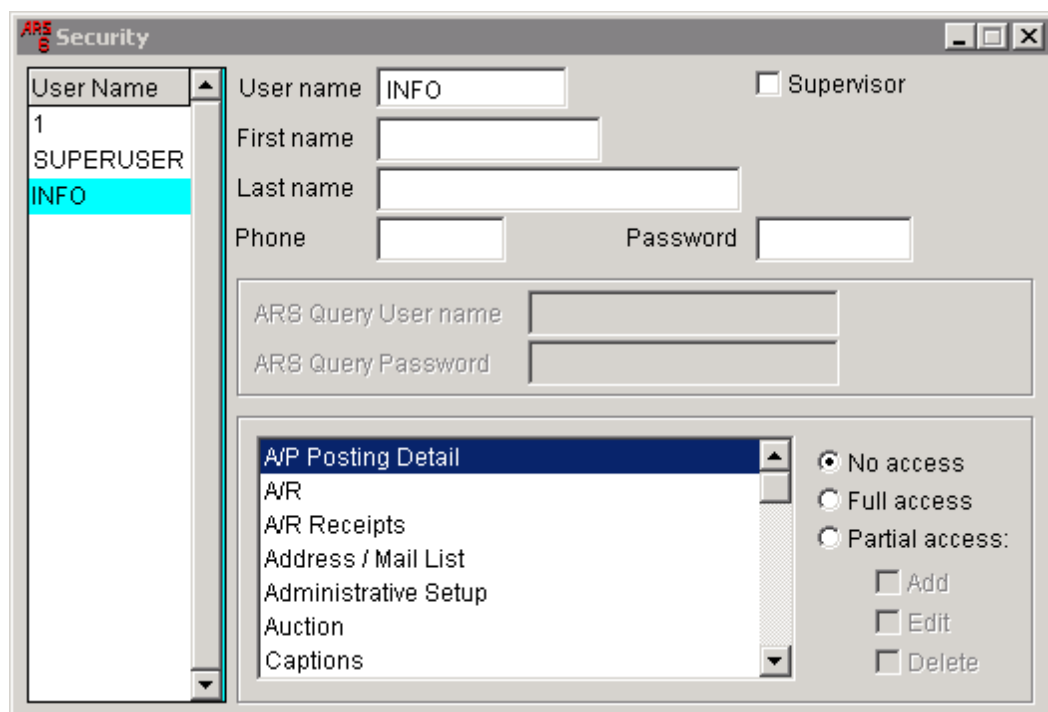 ARS 6 Security
User Name
1
SUPERUSER
INFO
User name INFO Supervisor
First name
Last name
Phone Password
ARS Query User name
ARS Query Password
A/P Posting Detail
A/R
A/R Receipts
Address / Mail List
Administrative Setup
Auction
Captions
No access
Full access
Partial access:
Add
Edit
Delete